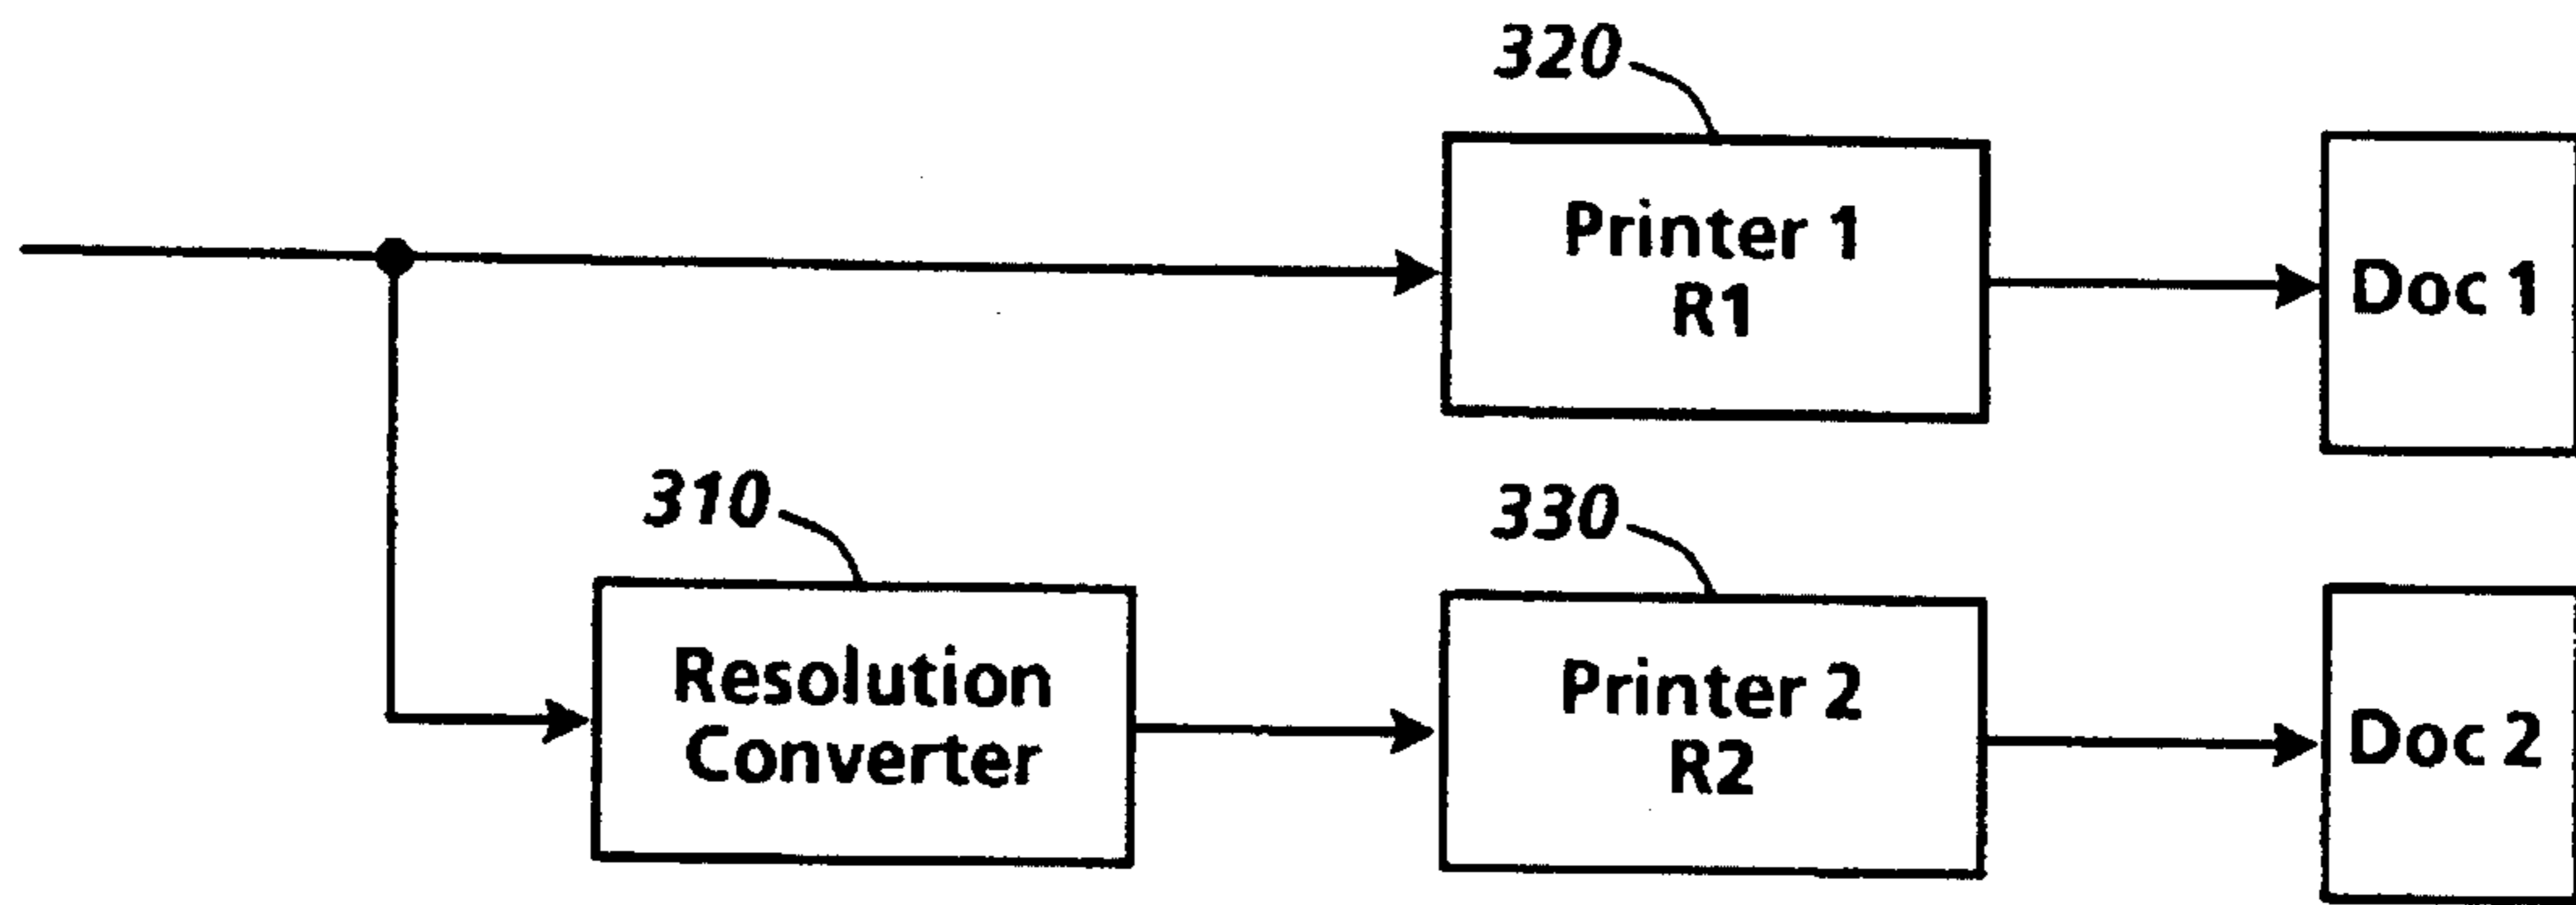 320
Printer 1
R1
Doc 1
310
Resolution
Converter
330
Printer 2
R2
Doc 2